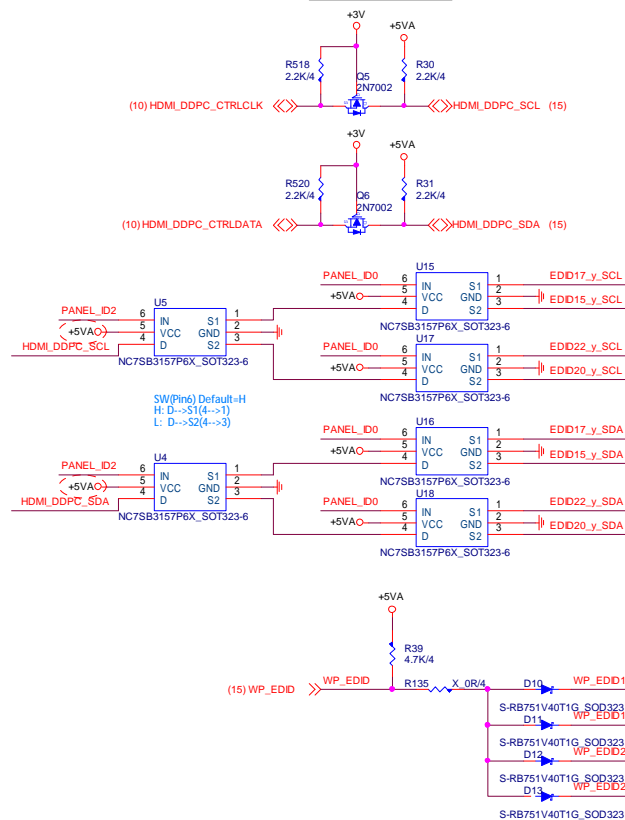 +3V
+5VA
R518
2.2K/4
Q5
2N7002
R30
2.2K/4
(10) HDMI_DDPC_CTRLCLK
HDMI_DDPC_SCL (15)
+3V
+5VA
R520
2.2K/4
Q6
2N7002
R31
2.2K/4
(10) HDMI_DDPC_CTRLDATA
HDMI_DDPC_SDA (15)
U5
PANEL_ID2
6 IN S1 1
+5VA 5 VCC GND 2
HDMI_DDPC_SCL 4 D S2 3
NC7SB3157P6X_SOT323-6
U15
PANEL_ID0 6 IN S1 1 EDID17_y_SCL
+5VA 5 VCC GND 2
4 D S2 3 EDID15_y_SCL
NC7SB3157P6X_SOT323-6
U17
PANEL_ID0 6 IN S1 1 EDID22_y_SCL
+5VA 5 VCC GND 2
4 D S2 3 EDID20_y_SCL
NC7SB3157P6X_SOT323-6
SW(Pin6) Default=H
H: D-->S1(4-->1)
L: D-->S2(4-->3)
U4
PANEL_ID2
6 IN S1 1
+5VA 5 VCC GND 2
HDMI_DDPC_SDA 4 D S2 3
NC7SB3157P6X_SOT323-6
U16
PANEL_ID0 6 IN S1 1 EDID17_y_SDA
+5VA 5 VCC GND 2
4 D S2 3 EDID15_y_SDA
NC7SB3157P6X_SOT323-6
U18
PANEL_ID0 6 IN S1 1 EDID22_y_SDA
+5VA 5 VCC GND 2
4 D S2 3 EDID20_y_SDA
NC7SB3157P6X_SOT323-6
+5VA
R39
4.7K/4
(15) WP_EDID
WP_EDID
R135 X_0R/4
D10 WP_EDID1
S-RB751V40T1G_SOD323
D11 WP_EDID1
S-RB751V40T1G_SOD323
D12 WP_EDID2
S-RB751V40T1G_SOD323
D13 WP_EDID2
S-RB751V40T1G_SOD323